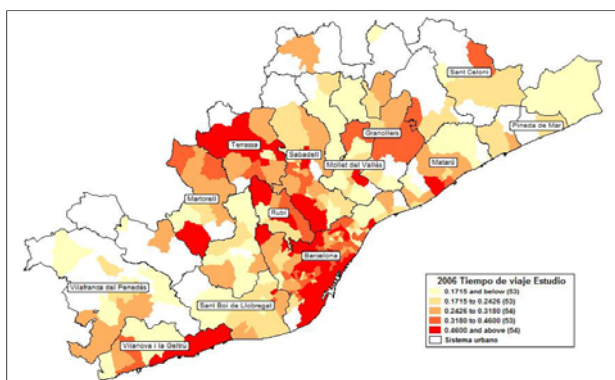 Sant Celoni
Pineda de Mar
Granollers
Terrassa
Sabadell
Mollet del Vallès
Mataró
Martorell
Rubí
Barcelona
Vilafranca del Penedès
Sant Boi de Llobregat
Vilanova i la Geltrú
2006 Tiempo de viaje Estudio
0.1715 and below (53)
0.1715 to 0.2426 (53)
0.2426 to 0.3180 (54)
0.3180 to 0.4600 (53)
0.4600 and above (54)
Sistema urbano